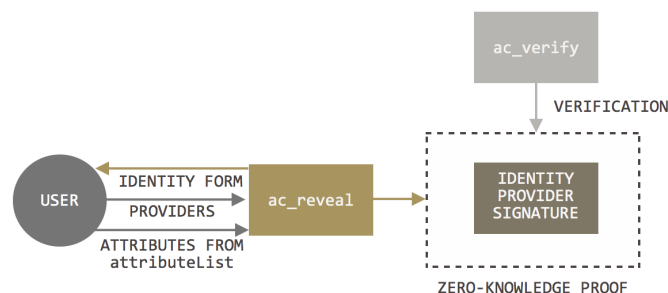 ac_verify
VERIFICATION
IDENTITY FORM
USER
PROVIDERS
ac_reveal
ATTRIBUTES FROM
attributeList
IDENTITY
PROVIDER
SIGNATURE
ZERO-KNOWLEDGE PROOF